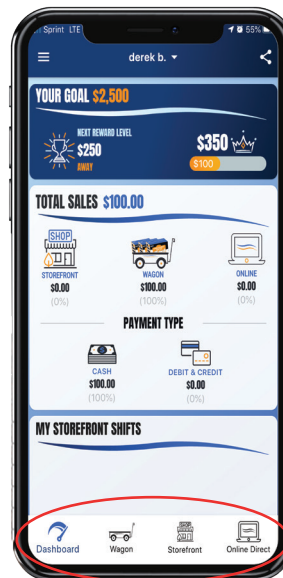 Sprint LTE 55%
derek b.
YOUR GOAL $2,500
NEXT REWARD LEVEL
$250
AWAY
$350
$100
TOTAL SALES $100.00
SHOP
STOREFRONT WAGON ONLINE
$0.00 $100.00 $0.00
(0%) (100%) (0%)
PAYMENT TYPE
CASH DEBIT & CREDIT
$100.00 $0.00
(100%) (0%)
MY STOREFRONT SHIFTS
Dashboard Wagon Storefront Online Direct